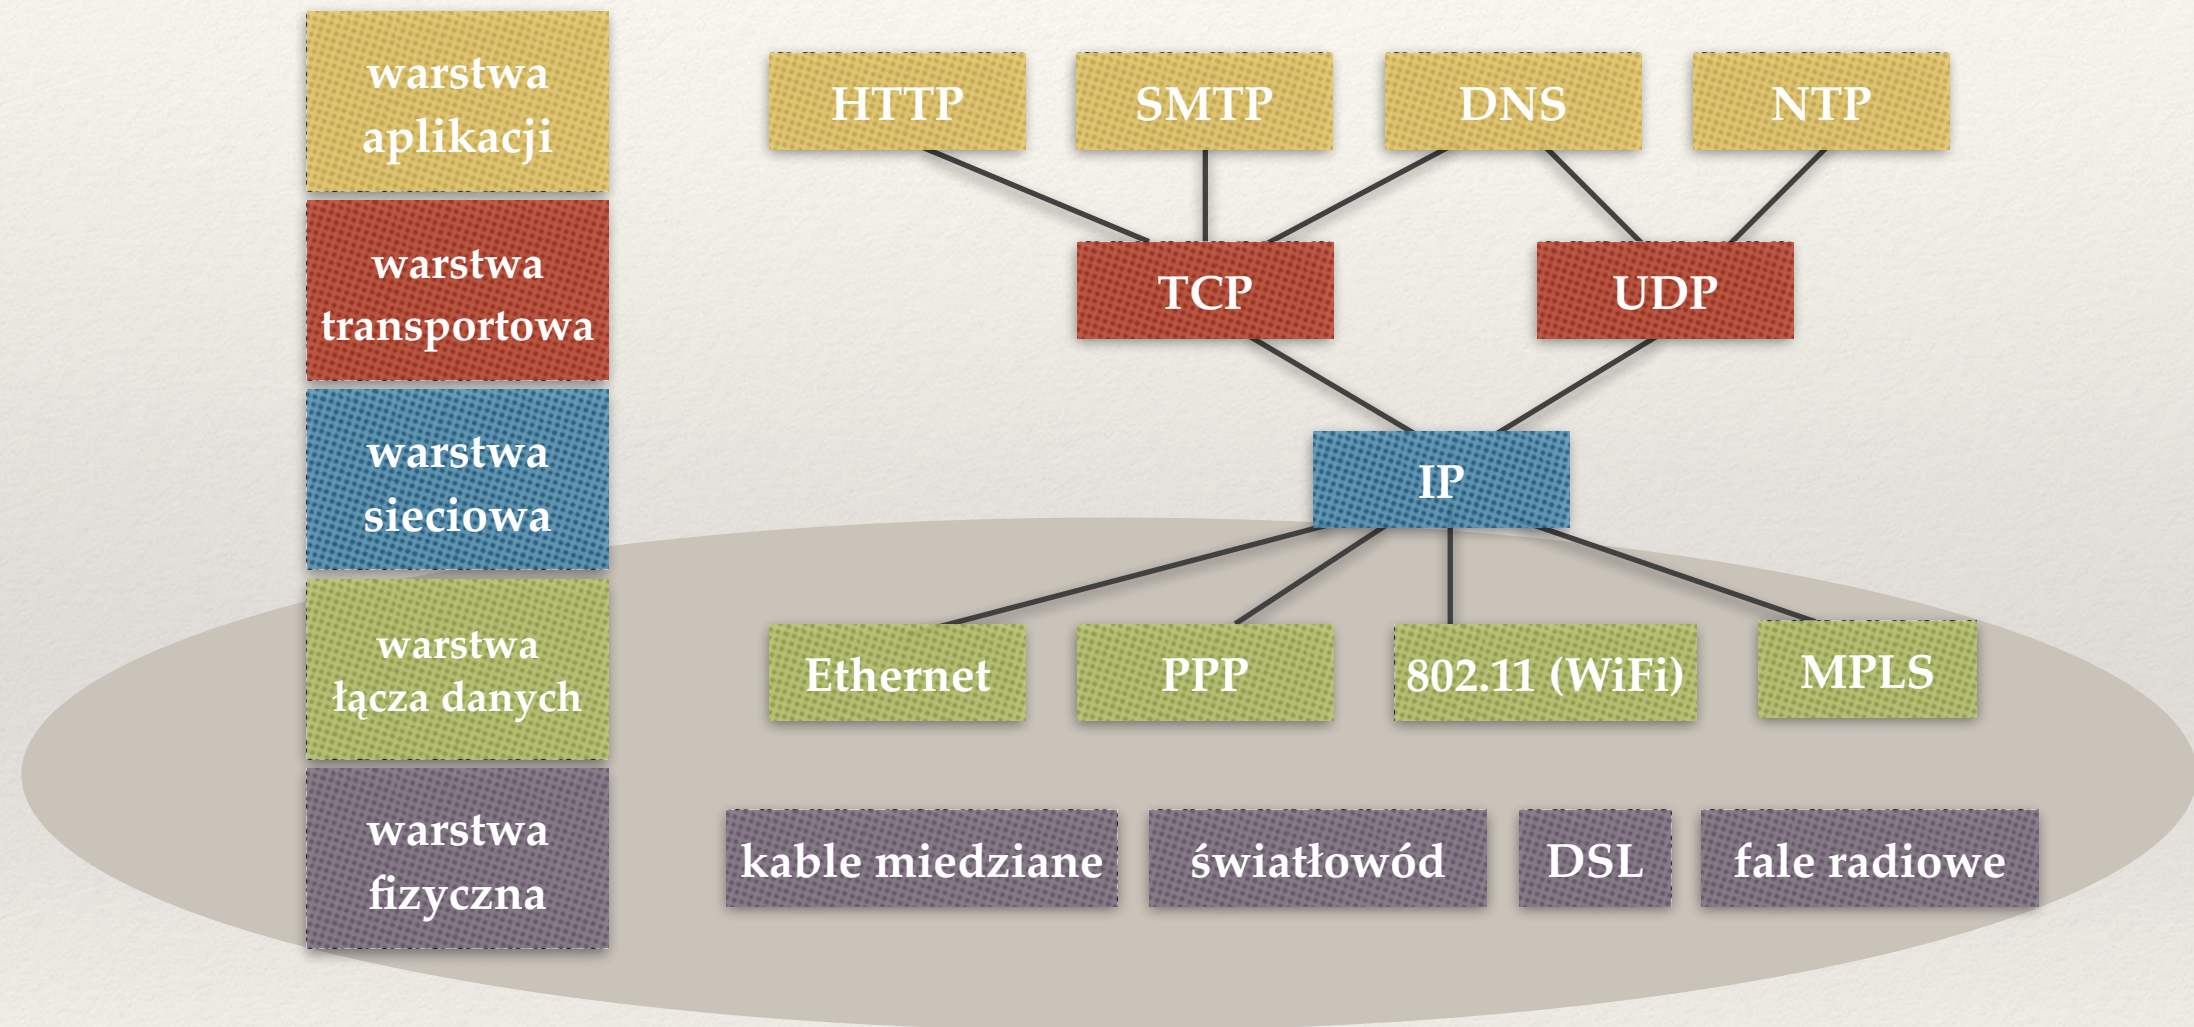 warstwa
aplikacji
HTTP
SMTP
DNS
NTP
warstwa
transportowa
TCP
UDP
warstwa
sieciowa
IP
warstwa
łącza danych
Ethernet
PPP
802.11 (WiFi)
MPLS
warstwa
fizyczna
kable miedziane
światłowód
DSL
fale radiowe